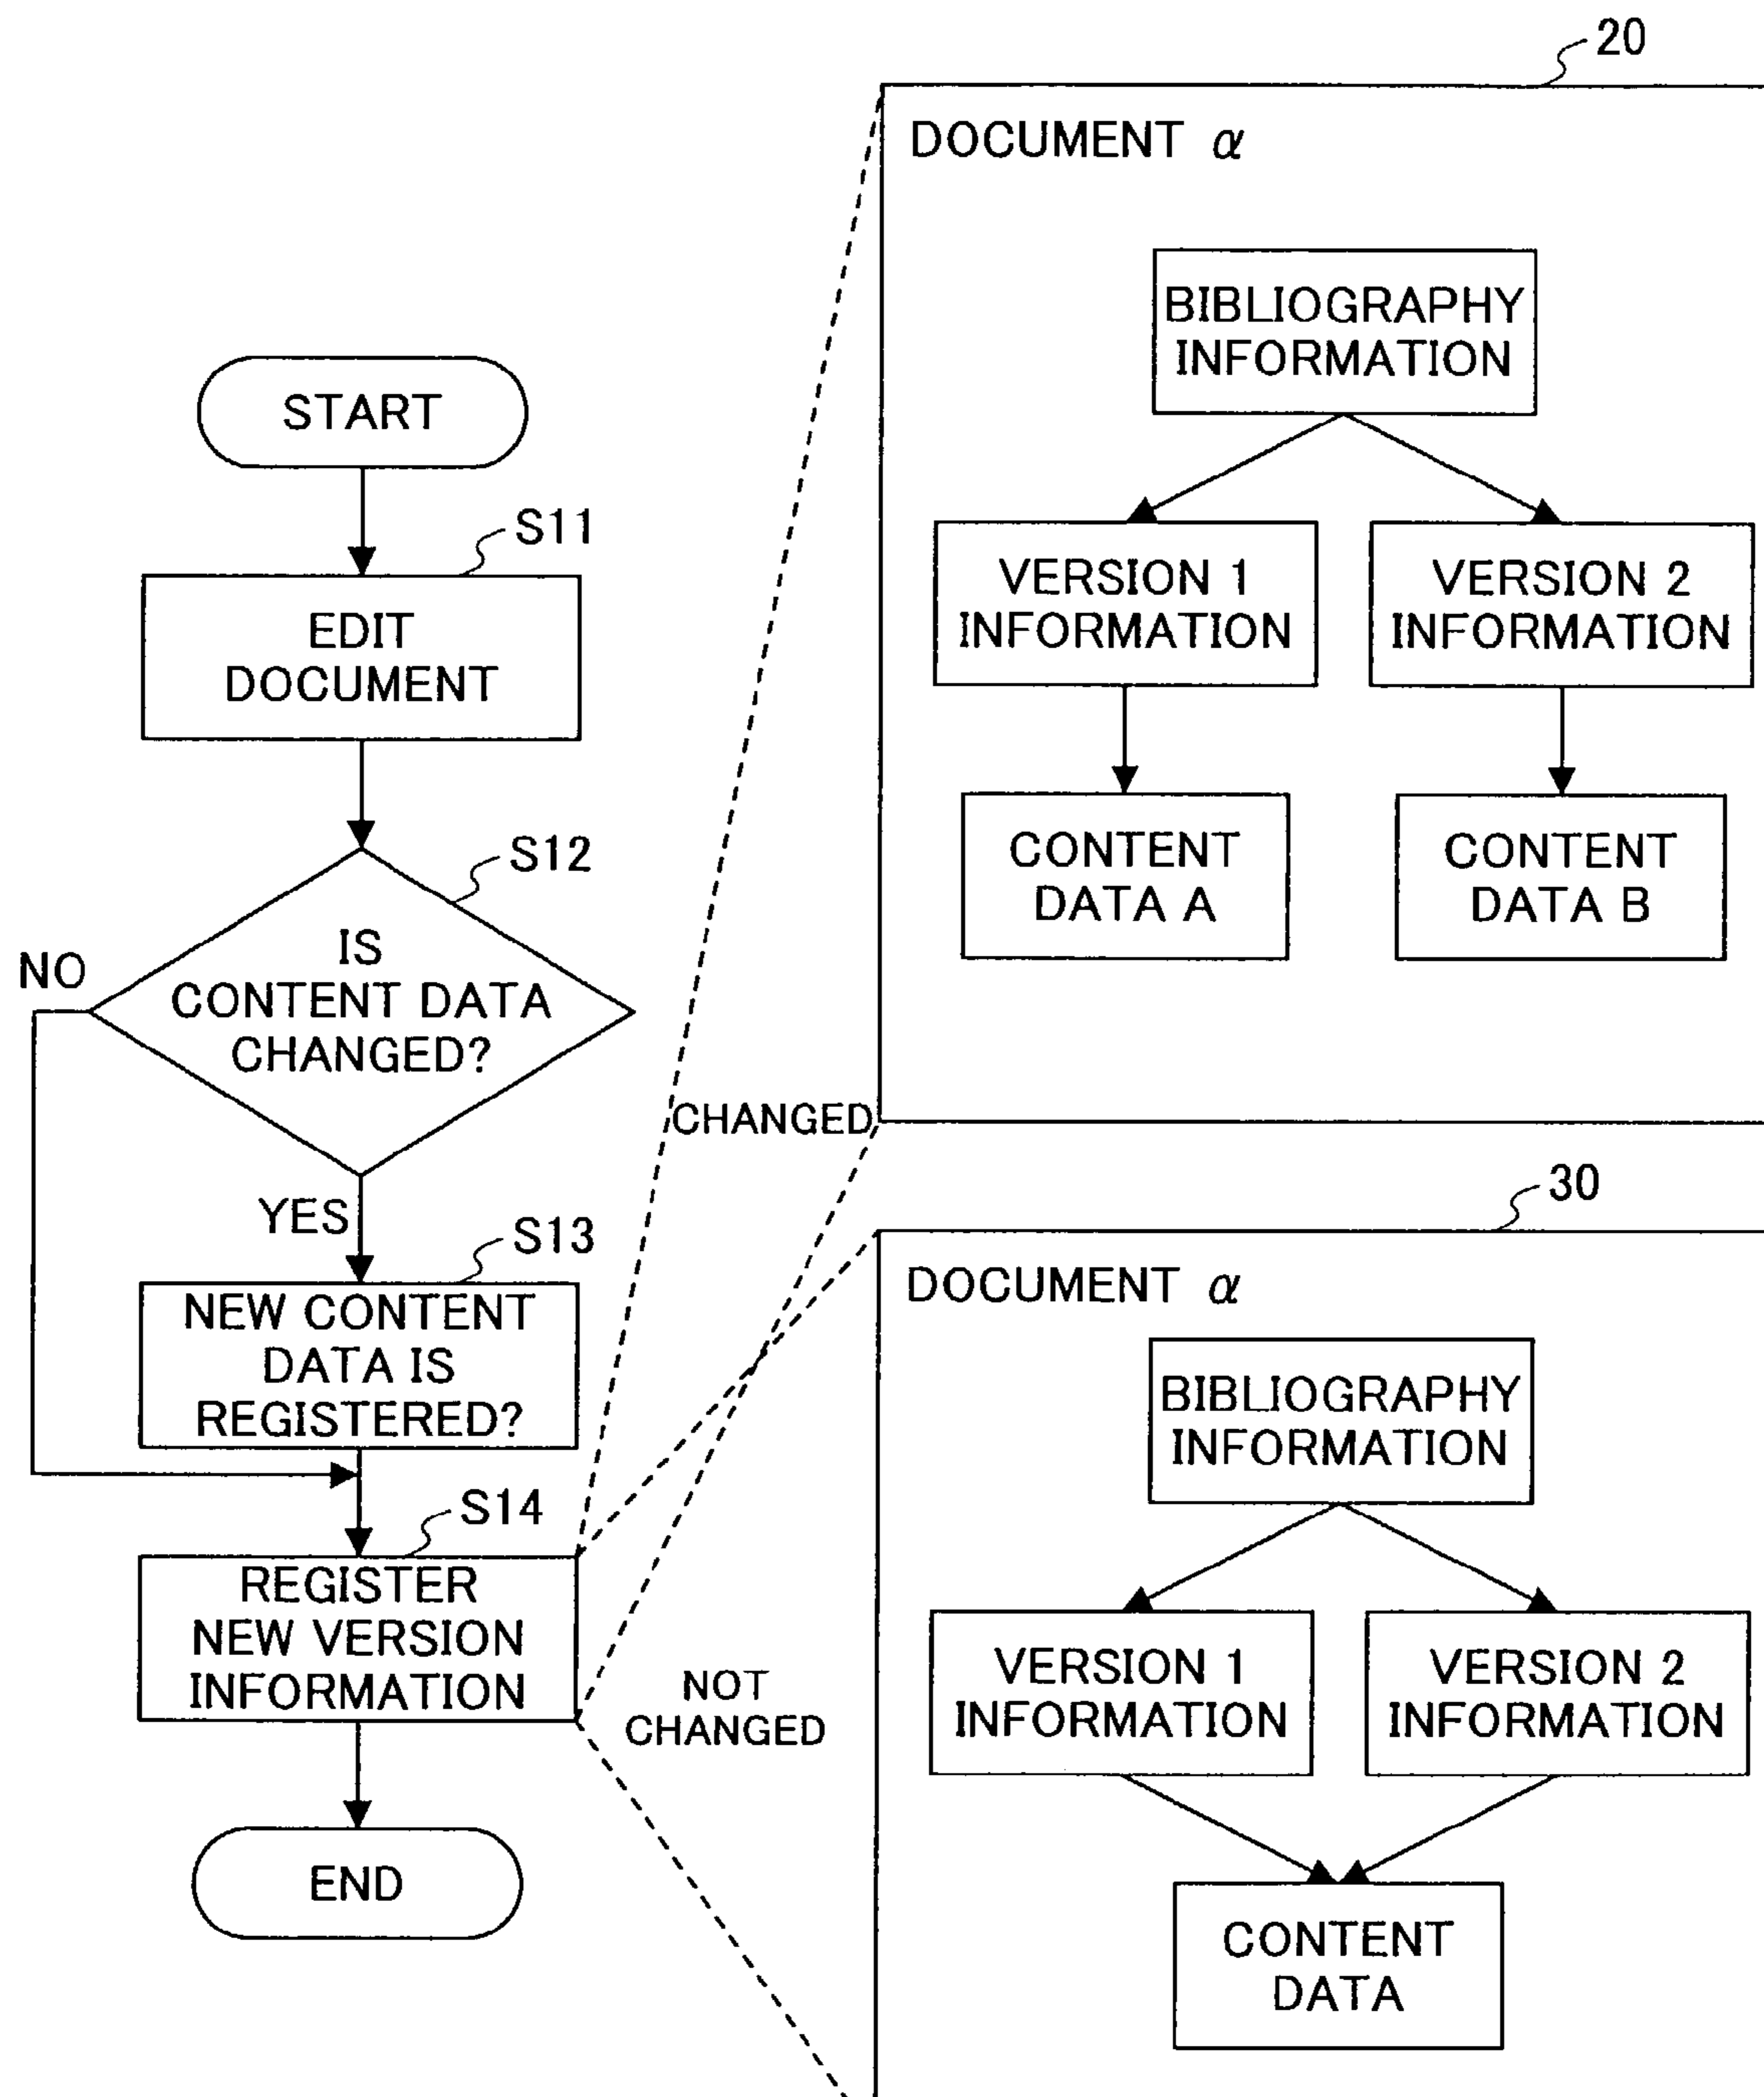 START
S11
EDIT
DOCUMENT
S12
IS
CONTENT DATA
CHANGED?
NO
YES
S13
NEW CONTENT
DATA IS
REGISTERED?
S14
REGISTER
NEW VERSION
INFORMATION
END
CHANGED
NOT
CHANGED
20
DOCUMENT α
BIBLIOGRAPHY
INFORMATION
VERSION 1
INFORMATION
VERSION 2
INFORMATION
CONTENT
DATA A
CONTENT
DATA B
30
DOCUMENT α
BIBLIOGRAPHY
INFORMATION
VERSION 1
INFORMATION
VERSION 2
INFORMATION
CONTENT
DATA